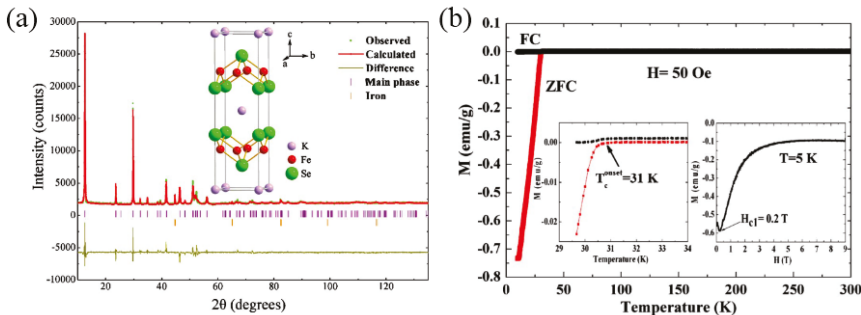 (a)
30000
25000
20000
15000
10000
5000
0
-5000
-10000
Intensity (counts)
20
40
60
80
100
120
2θ (degrees)
Observed
Calculated
Difference
Main phase
Iron
c
b
a
K
Fe
Se
(b)
0.1
0.0
-0.1
-0.2
-0.3
-0.4
-0.5
-0.6
-0.7
-0.8
M (emu/g)
0
50
100
150
200
250
300
Temperature (K)
FC
ZFC
H= 50 Oe
0.00
-0.01
-0.02
M (emu/g)
29
30
31
32
33
34
Temperature (K)
T_c^onset=31 K
0.0
-0.1
-0.2
-0.3
-0.4
-0.5
-0.6
M (emu/g)
0
1
2
3
4
5
6
7
8
9
H (T)
T=5 K
H_c1=0.2 T